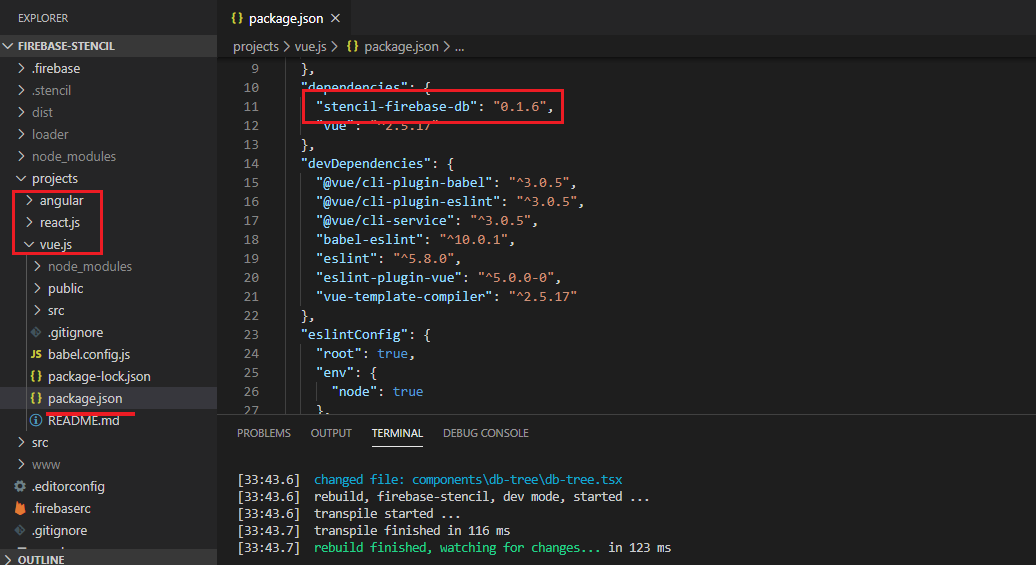 EXPLORER
FIREBASE-STENCIL
.firebase
.stencil
dist
loader
node_modules
projects
angular
react.js
vue.js
node_modules
public
src
.gitignore
JS babel.config.js
{} package-lock.json
{} package.json
README.md
src
www
.editorconfig
.firebaserc
.gitignore
OUTLINE
{} package.json ×
projects > vue.js > {} package.json > ...
9 },
10 "dependencies": {
11 "stencil-firebase-db": "0.1.6",
12 "vue": "^2.5.17"
13 },
14 "devDependencies": {
15 "@vue/cli-plugin-babel": "^3.0.5",
16 "@vue/cli-plugin-eslint": "^3.0.5",
17 "@vue/cli-service": "^3.0.5",
18 "babel-eslint": "^10.0.1",
19 "eslint": "^5.8.0",
20 "eslint-plugin-vue": "^5.0.0-0",
21 "vue-template-compiler": "^2.5.17"
22 },
23 "eslintConfig": {
24 "root": true,
25 "env": {
26 "node": true
27 },
PROBLEMS OUTPUT TERMINAL DEBUG CONSOLE
[33:43.6] changed file: components\db-tree\db-tree.tsx
[33:43.6] rebuild, firebase-stencil, dev mode, started ...
[33:43.6] transpile started ...
[33:43.7] transpile finished in 116 ms
[33:43.7] rebuild finished, watching for changes... in 123 ms